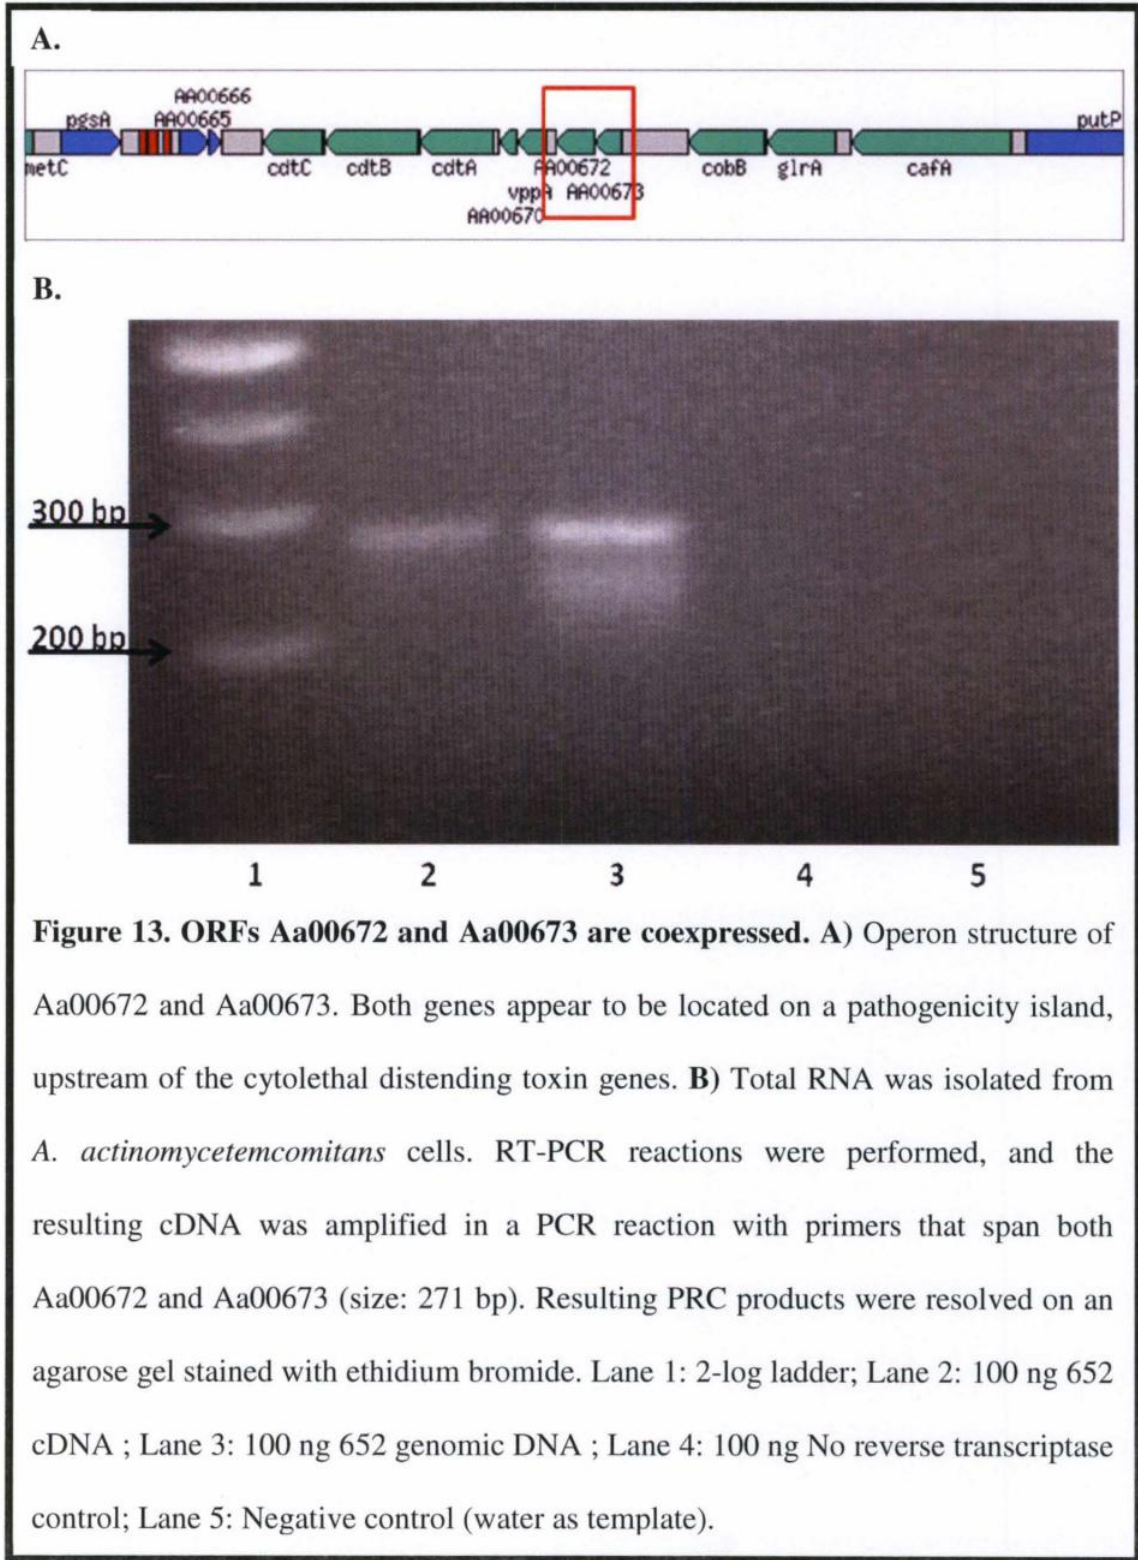 A.
AA00666
pgsA AA00665 putP
metC cdtC cdtB cdtA AA00672 cobB glrA cafA
vppA AA00673
AA00670
B.
300 bp
200 bp
1 2 3 4 5
Figure 13. ORFs Aa00672 and Aa00673 are coexpressed. A) Operon structure of
Aa00672 and Aa00673. Both genes appear to be located on a pathogenicity island,
upstream of the cytolethal distending toxin genes. B) Total RNA was isolated from
A. actinomycetemcomitans cells. RT-PCR reactions were performed, and the
resulting cDNA was amplified in a PCR reaction with primers that span both
Aa00672 and Aa00673 (size: 271 bp). Resulting PRC products were resolved on an
agarose gel stained with ethidium bromide. Lane 1: 2-log ladder; Lane 2: 100 ng 652
cDNA ; Lane 3: 100 ng 652 genomic DNA ; Lane 4: 100 ng No reverse transcriptase
control; Lane 5: Negative control (water as template).